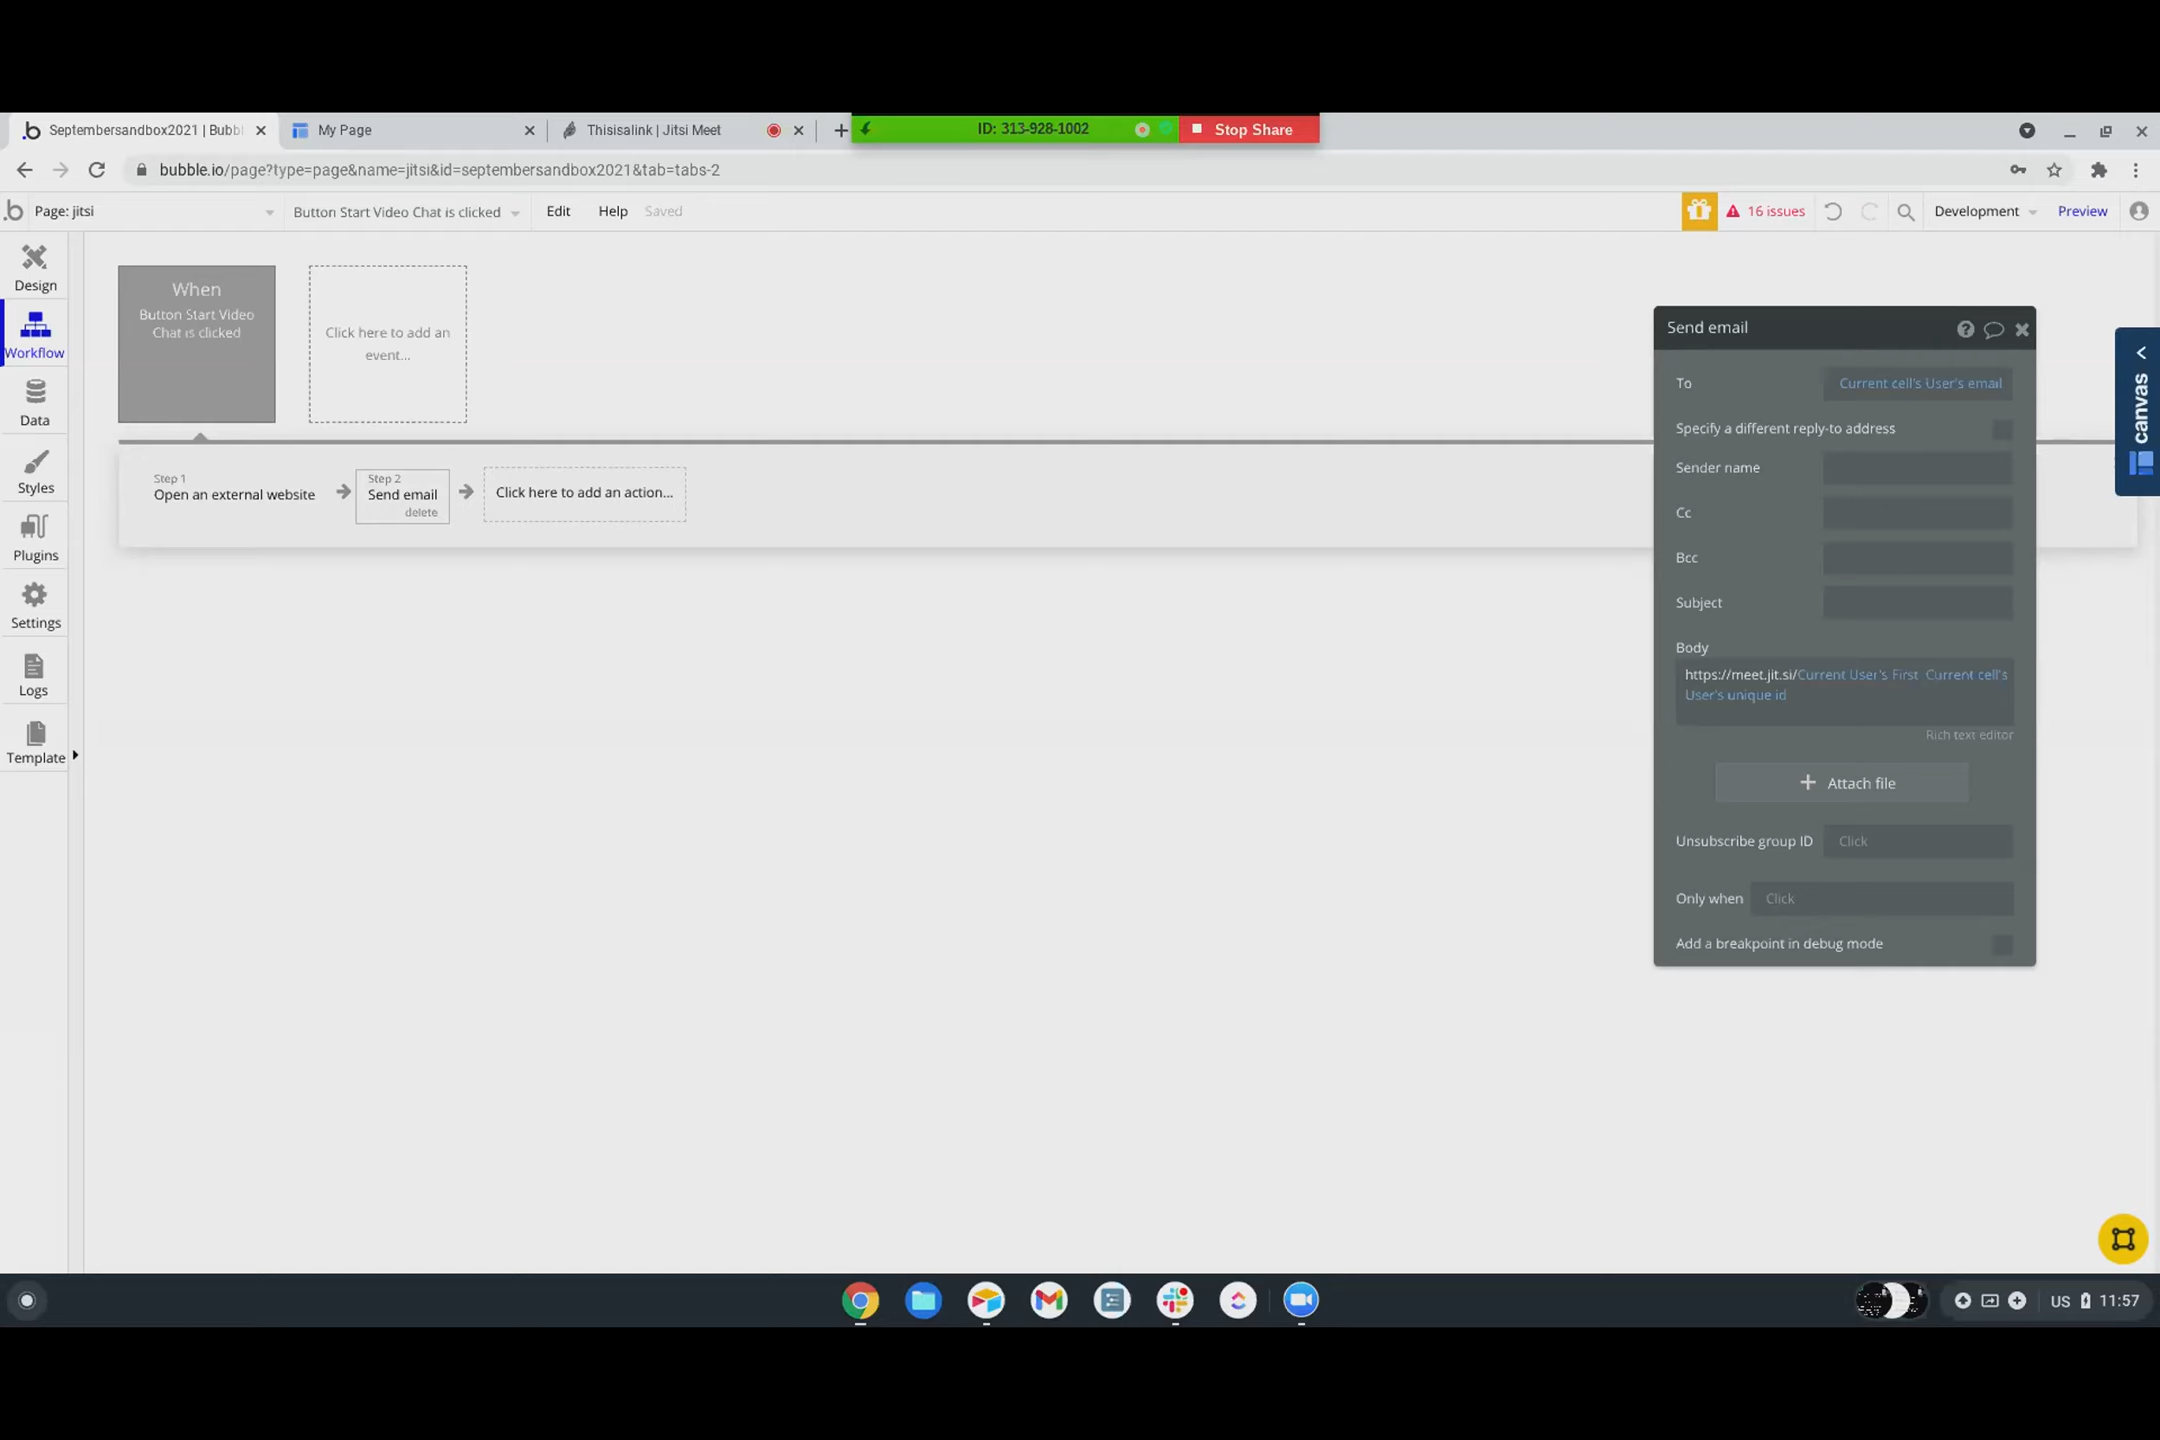 Septembersandbox2021 | Bubbl
My Page
Thisisalink | Jitsi Meet
ID: 313-928-1002
Stop Share
bubble.io/page?type=page&name=jitsi&id=septembersandbox2021&tab=tabs-2
Page: jitsi
Button Start Video Chat is clicked
Edit
Help
Saved
16 issues
Development
Preview
Design
Workflow
Data
Styles
Plugins
Settings
Logs
Template
When
Button Start Video
Chat is clicked
Click here to add an
event...
Step 1
Open an external website
Step 2
Send email
delete
Click here to add an action...
Send email
To
Current cell's User's email
Specify a different reply-to address
Sender name
Cc
Bcc
Subject
Body
https://meet.jit.si/Current User's First Current cell's
User's unique id
Rich text editor
Attach file
Unsubscribe group ID
Click
Only when
Click
Add a breakpoint in debug mode
canvas
US
11:57